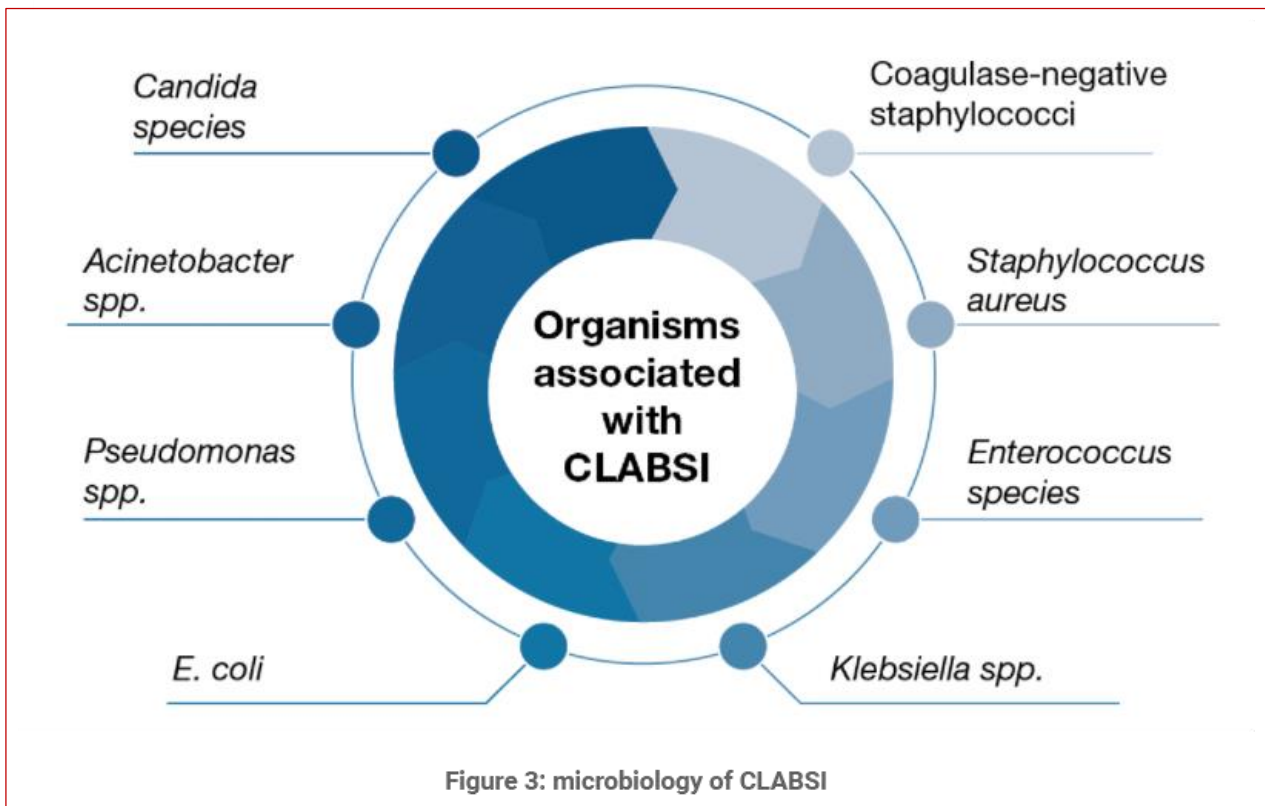 Candida
species
Coagulase-negative
staphylococci
Acinetobacter
spp.
Staphylococcus
aureus
Organisms
associated
with
CLABSI
Pseudomonas
spp.
Enterococcus
species
E. coli
Klebsiella spp.
Figure 3: microbiology of CLABSI